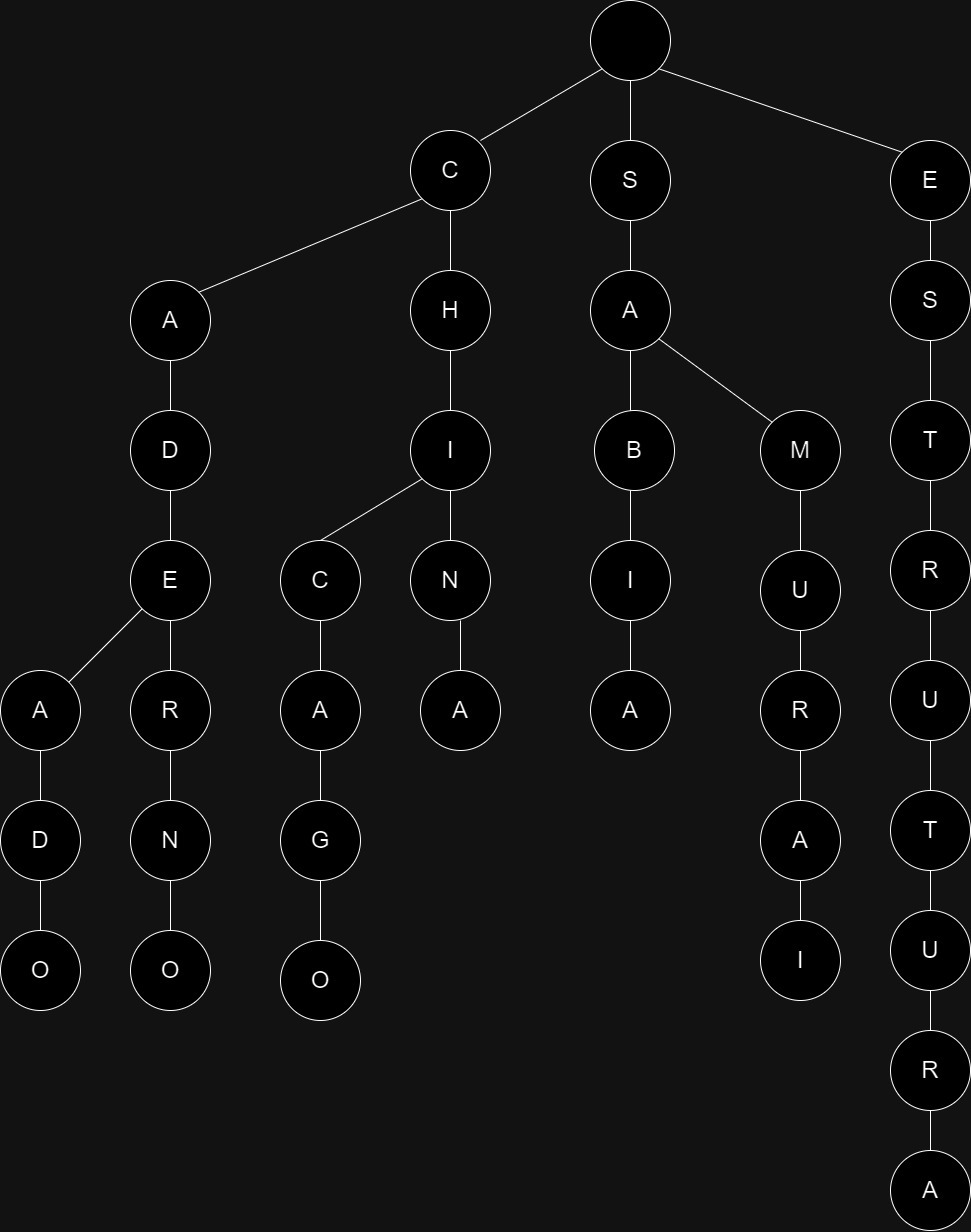 C S E
A H A S
D I B M T
E C N I U R
A R A A A R U
D N G A T
O O O I U
R
A